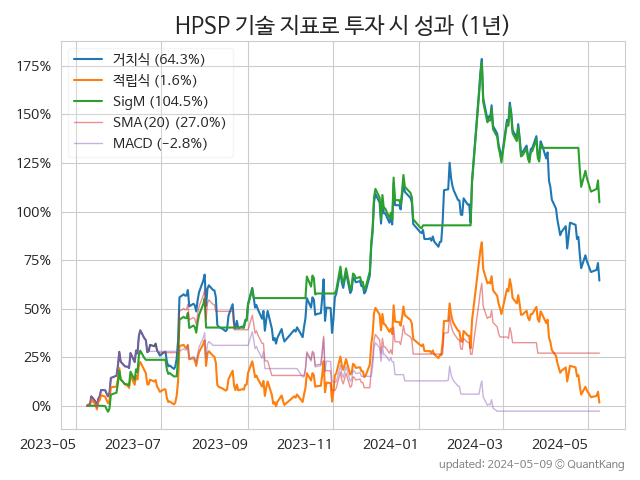 HPSP 기술 지표로 투자 시 성과 (1년)
거치식 (64.3%)
적립식 (1.6%)
SigM (104.5%)
SMA(20) (27.0%)
MACD (−2.8%)
175%
150%
125%
100%
75%
50%
25%
0%
2023-05 2023-07 2023-09 2023-11 2024-01 2024-03 2024-05
updated: 2024-05-09 © QuantKang